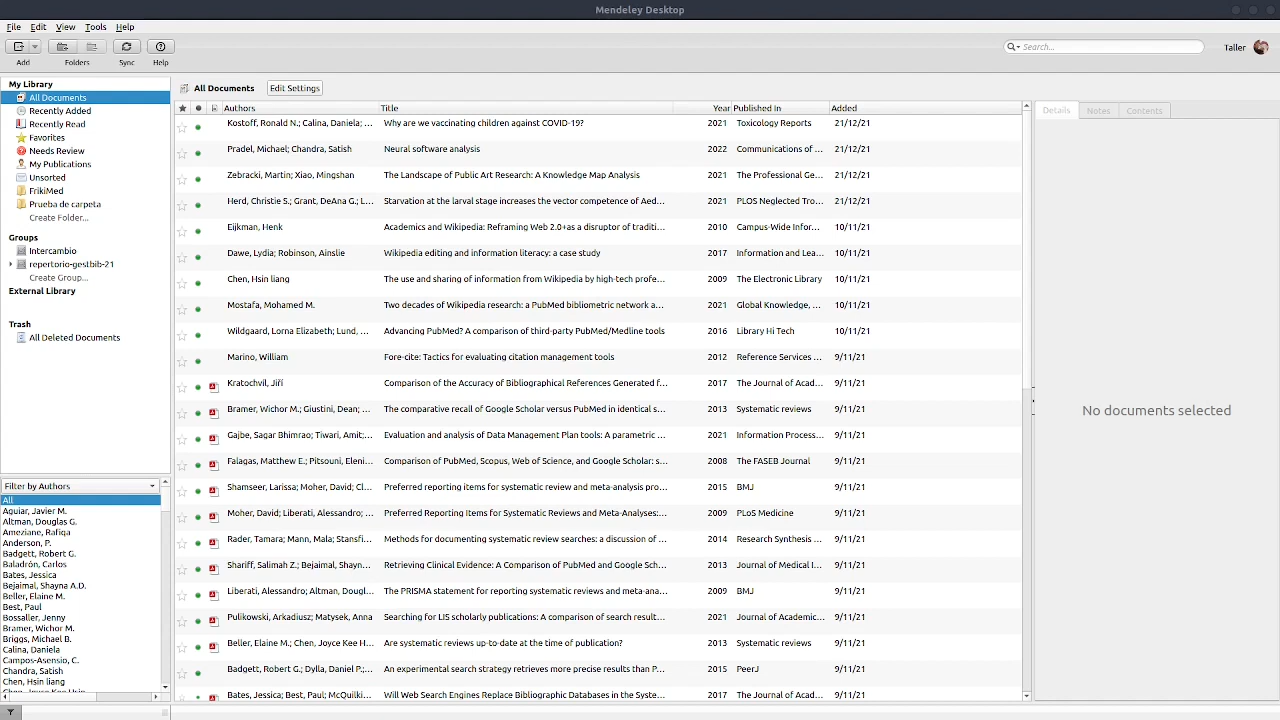 Mendeley Desktop
File Edit View Tools Help
Add Folders Sync Help
Search...
Taller
My Library
All Documents
Recently Added
Recently Read
Favorites
Needs Review
My Publications
Unsorted
FrikiMed
Prueba de carpeta
Create Folder...
Groups
Intercambio
repertorio-gestbib-21
Create Group...
External Library
Trash
All Deleted Documents
Filter by Authors
All
Aguiar, Javier M.
Altman, Douglas G.
Ameziane, Rafiqa
Anderson, P.
Badgett, Robert G.
Baladrón, Carlos
Bates, Jessica
Bejaimal, Shayna A.D.
Beller, Elaine M.
Best, Paul
Bossaller, Jenny
Bramer, Wichor M.
Briggs, Michael B.
Calina, Daniela
Campos-Asensio, C.
Chandra, Satish
Chen, Hsin liang
All Documents Edit Settings
Authors Title Year Published In Added
Kostoff, Ronald N.; Calina, Daniela; ... Why are we vaccinating children against COVID-19? 2021 Toxicology Reports 21/12/21
Pradel, Michael; Chandra, Satish Neural software analysis 2022 Communications of ... 21/12/21
Zebracki, Martin; Xiao, Mingshan The Landscape of Public Art Research: A Knowledge Map Analysis 2021 The Professional Ge... 21/12/21
Herd, Christie S.; Grant, DeAna G.; L... Starvation at the larval stage increases the vector competence of Aed... 2021 PLOS Neglected Tro... 21/12/21
Eijkman, Henk Academics and Wikipedia: Reframing Web 2.0+as a disruptor of traditi... 2010 Campus-Wide Infor... 10/11/21
Dawe, Lydia; Robinson, Ainslie Wikipedia editing and information literacy: a case study 2017 Information and Lea... 10/11/21
Chen, Hsin liang The use and sharing of information from Wikipedia by high-tech profe... 2009 The Electronic Library 10/11/21
Mostafa, Mohamed M. Two decades of Wikipedia research: a PubMed bibliometric network a... 2021 Global Knowledge, ... 10/11/21
Wildgaard, Lorna Elizabeth; Lund, ... Advancing PubMed? A comparison of third-party PubMed/Medline tools 2016 Library Hi Tech 10/11/21
Marino, William Fore-cite: Tactics for evaluating citation management tools 2012 Reference Services ... 9/11/21
Kratochvíl, Jiří Comparison of the Accuracy of Bibliographical References Generated f... 2017 The Journal of Acad... 9/11/21
Bramer, Wichor M.; Giustini, Dean; ... The comparative recall of Google Scholar versus PubMed in identical s... 2013 Systematic reviews 9/11/21
Gajbe, Sagar Bhimrao; Tiwari, Amit;... Evaluation and analysis of Data Management Plan tools: A parametric ... 2021 Information Process... 9/11/21
Falagas, Matthew E.; Pitsouni, Eleni... Comparison of PubMed, Scopus, Web of Science, and Google Scholar: s... 2008 The FASEB Journal 9/11/21
Shamseer, Larissa; Moher, David; Cl... Preferred reporting items for systematic review and meta-analysis pro... 2015 BMJ 9/11/21
Moher, David; Liberati, Alessandro; ... Preferred Reporting Items for Systematic Reviews and Meta-Analyses:... 2009 PLoS Medicine 9/11/21
Rader, Tamara; Mann, Mala; Stansfi... Methods for documenting systematic review searches: a discussion of ... 2014 Research Synthesis ... 9/11/21
Shariff, Salimah Z.; Bejaimal, Shayn... Retrieving Clinical Evidence: A Comparison of PubMed and Google Sch... 2013 Journal of Medical I... 9/11/21
Liberati, Alessandro; Altman, Dougl... The PRISMA statement for reporting systematic reviews and meta-ana... 2009 BMJ 9/11/21
Pulikowski, Arkadiusz; Matysek, Anna Searching for LIS scholarly publications: A comparison of search result... 2021 Journal of Academic... 9/11/21
Beller, Elaine M.; Chen, Joyce Kee H... Are systematic reviews up-to-date at the time of publication? 2013 Systematic reviews 9/11/21
Badgett, Robert G.; Dylla, Daniel P.;... An experimental search strategy retrieves more precise results than P... 2015 PeerJ 9/11/21
Bates, Jessica; Best, Paul; McQuilki... Will Web Search Engines Replace Bibliographic Databases in the Syste... 2017 The Journal of Acad... 9/11/21
Details Notes Contents
No documents selected